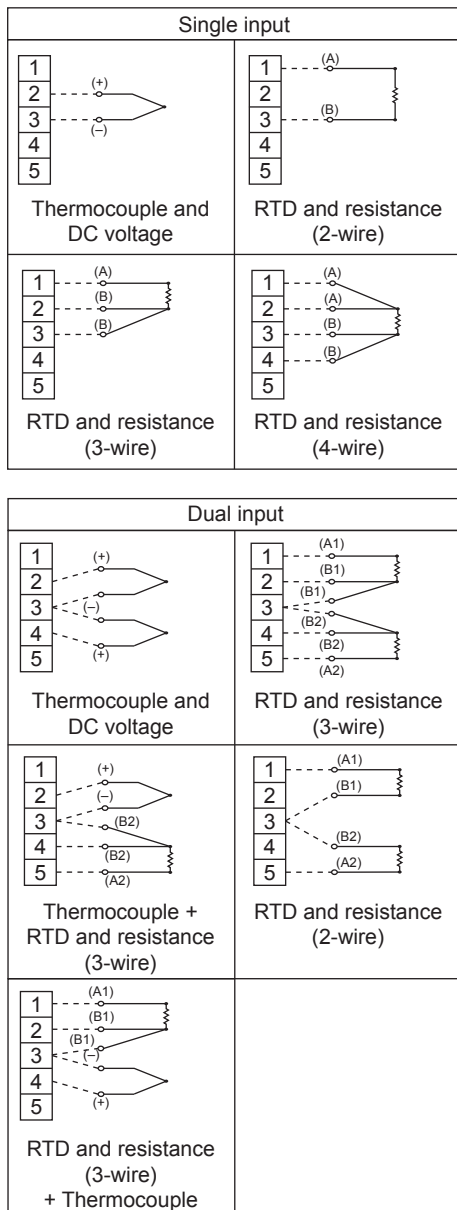 Single input
1
2
3
4
5
(+)
(–)
Thermocouple and
DC voltage
1
2
3
4
5
(A)
(B)
RTD and resistance
(2-wire)
1
2
3
4
5
(A)
(B)
(B)
RTD and resistance
(3-wire)
1
2
3
4
5
(A)
(A)
(B)
(B)
RTD and resistance
(4-wire)
Dual input
1
2
3
4
5
(+)
(–)
(+)
Thermocouple and
DC voltage
1
2
3
4
5
(A1)
(B1)
(B1)
(B2)
(B2)
(A2)
RTD and resistance
(3-wire)
1
2
3
4
5
(+)
(–)
(B2)
(B2)
(A2)
Thermocouple +
RTD and resistance
(3-wire)
1
2
3
4
5
(A1)
(B1)
(B2)
(A2)
RTD and resistance
(2-wire)
1
2
3
4
5
(A1)
(B1)
(B1)
(–)
(+)
RTD and resistance
(3-wire)
+ Thermocouple